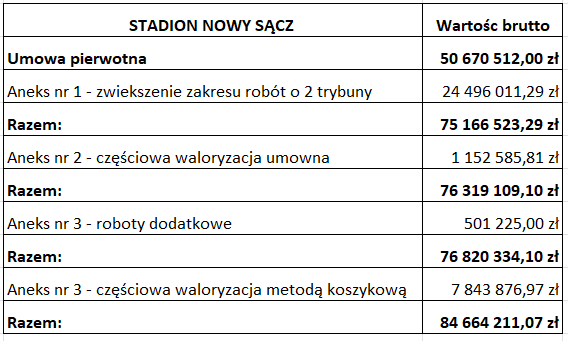 STADION NOWY SĄCZ Wartośc brutto
Umowa pierwotna 50 670 512,00 zł
Aneks nr 1 - zwiekszenie zakresu robót o 2 trybuny 24 496 011,29 zł
Razem: 75 166 523,29 zł
Aneks nr 2 - częściowa waloryzacja umowna 1 152 585,81 zł
Razem: 76 319 109,10 zł
Aneks nr 3 - roboty dodatkowe 501 225,00 zł
Razem: 76 820 334,10 zł
Aneks nr 3 - częściowa waloryzacja metodą koszykową 7 843 876,97 zł
Razem: 84 664 211,07 zł